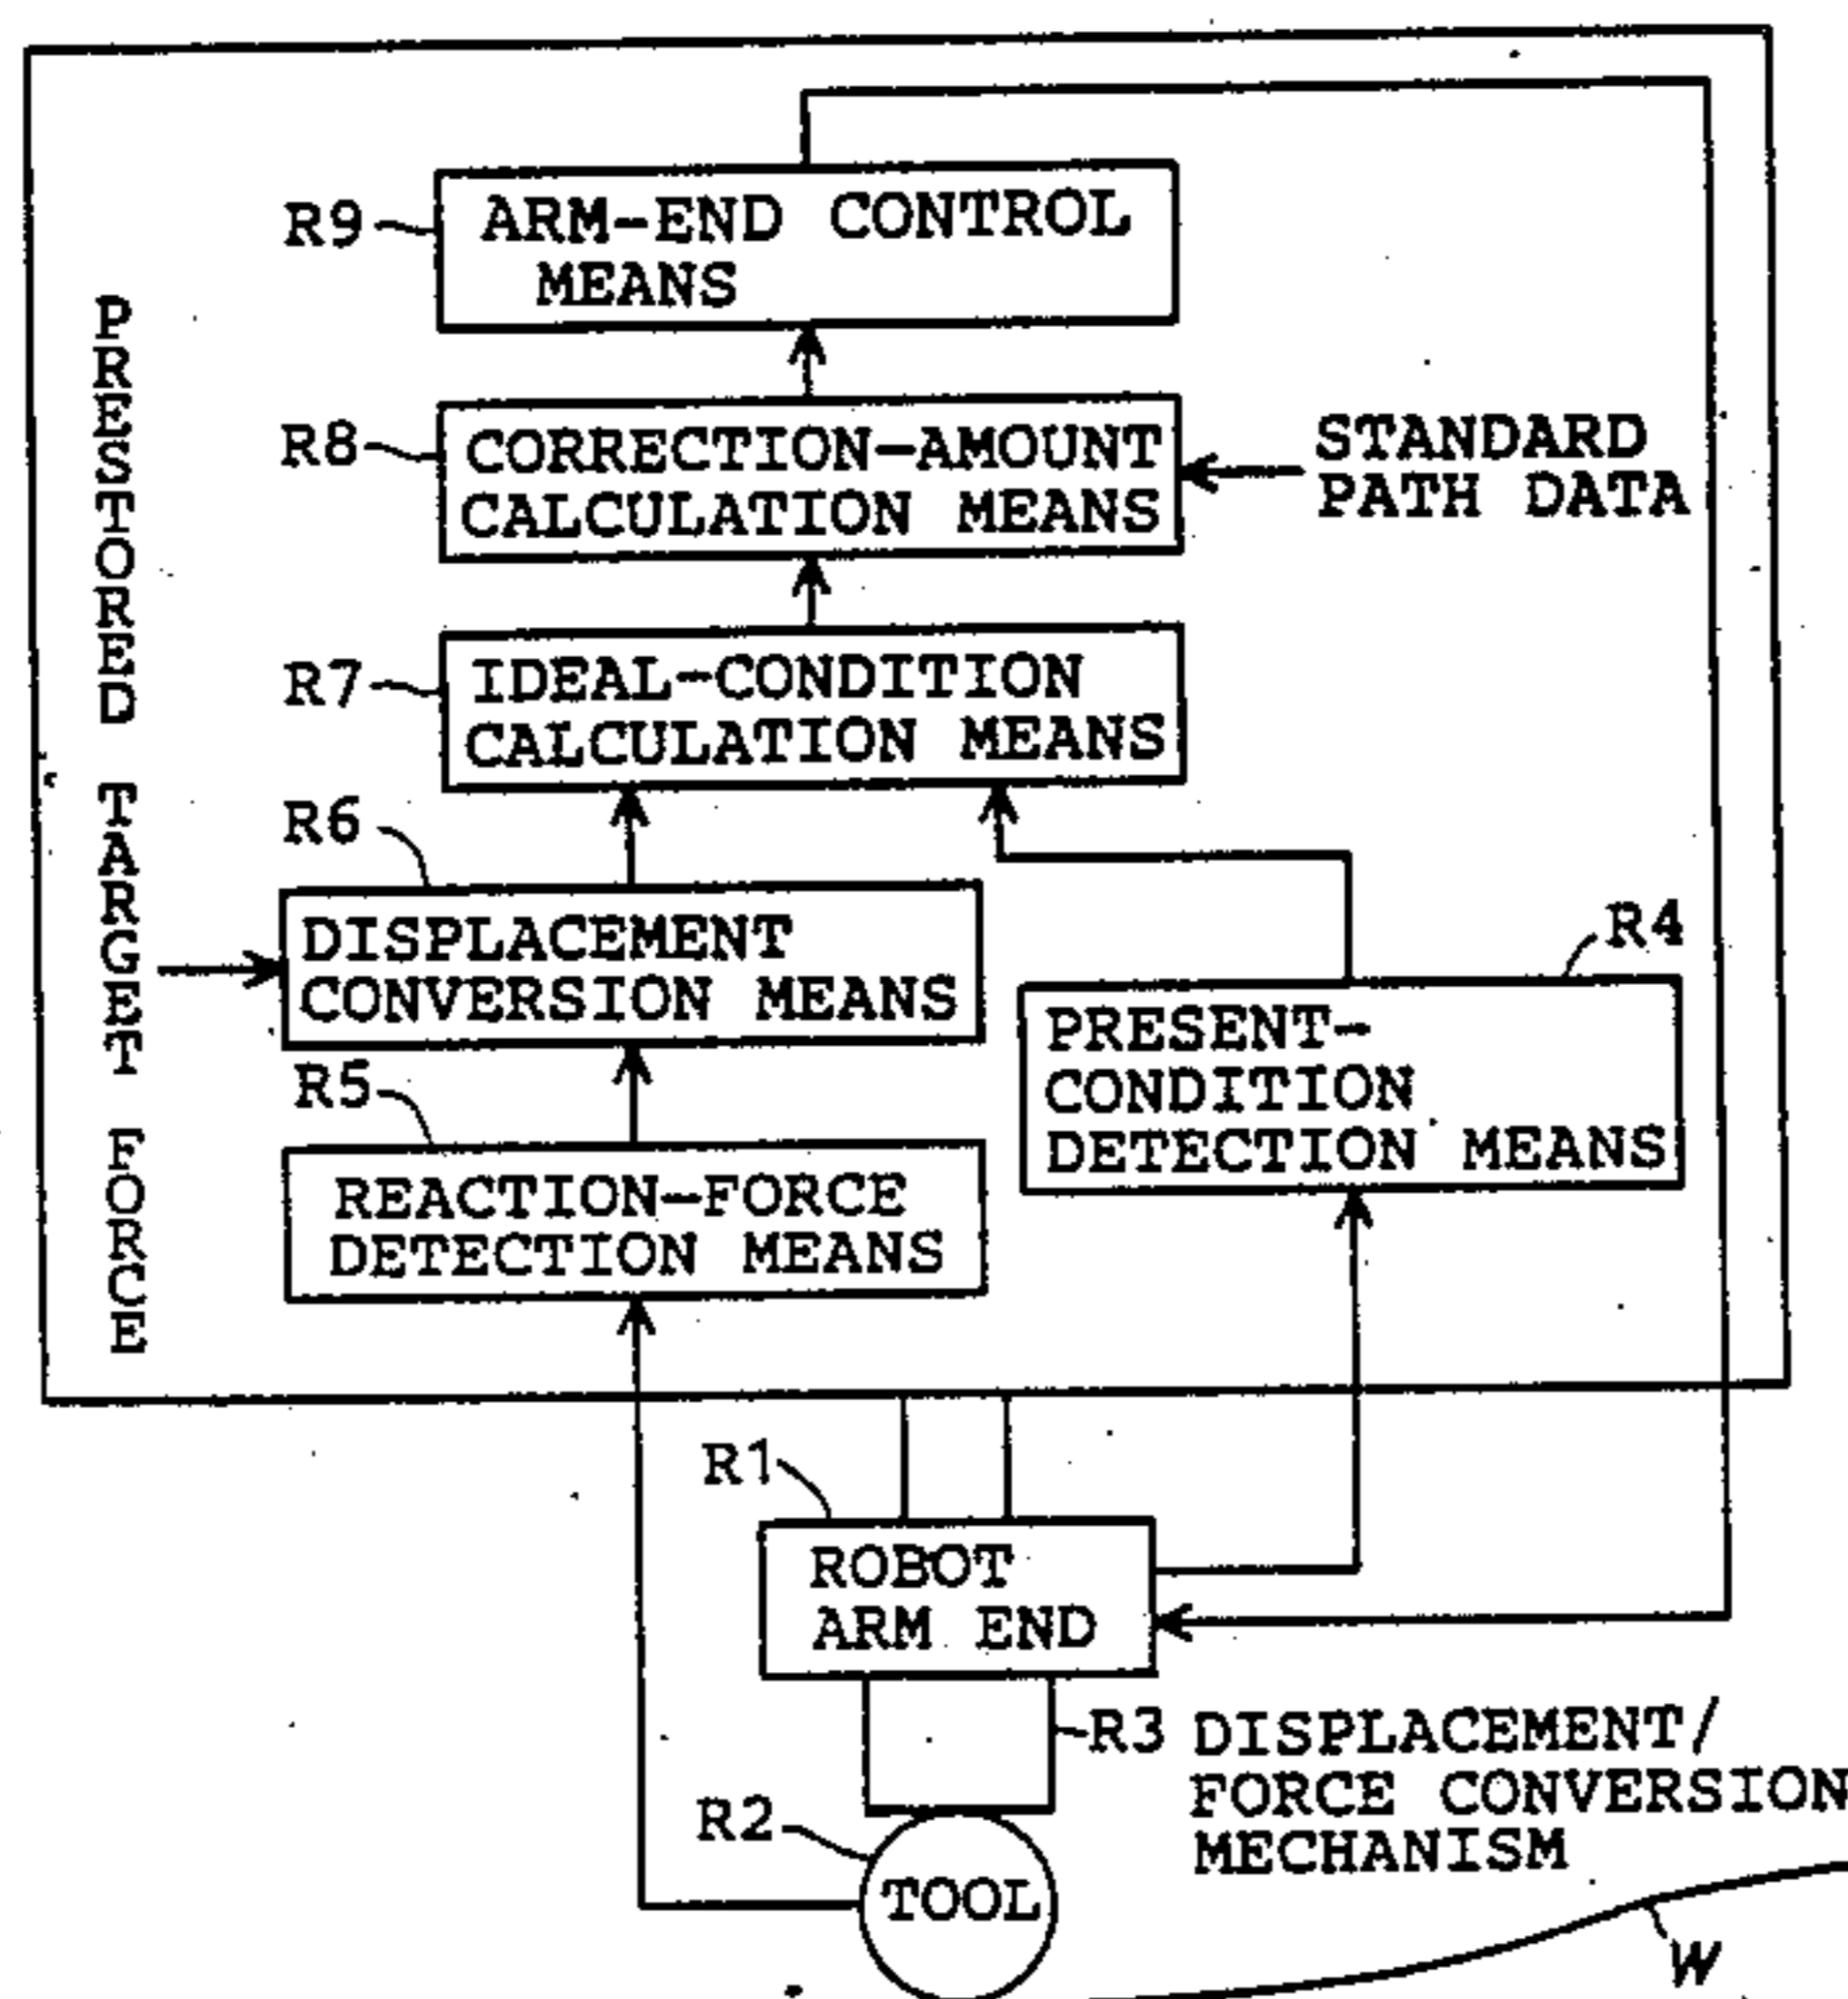 R9
ARM-END CONTROL
MEANS
R8
CORRECTION-AMOUNT
CALCULATION MEANS
STANDARD
PATH DATA
R7
IDEAL-CONDITION
CALCULATION MEANS
PRESTORED TARGET FORCE
R6
DISPLACEMENT
CONVERSION MEANS
R4
PRESENT-
CONDITION
DETECTION MEANS
R5
REACTION-FORCE
DETECTION MEANS
R1
ROBOT
ARM END
R3 DISPLACEMENT/
FORCE CONVERSION
MECHANISM
R2
TOOL
W